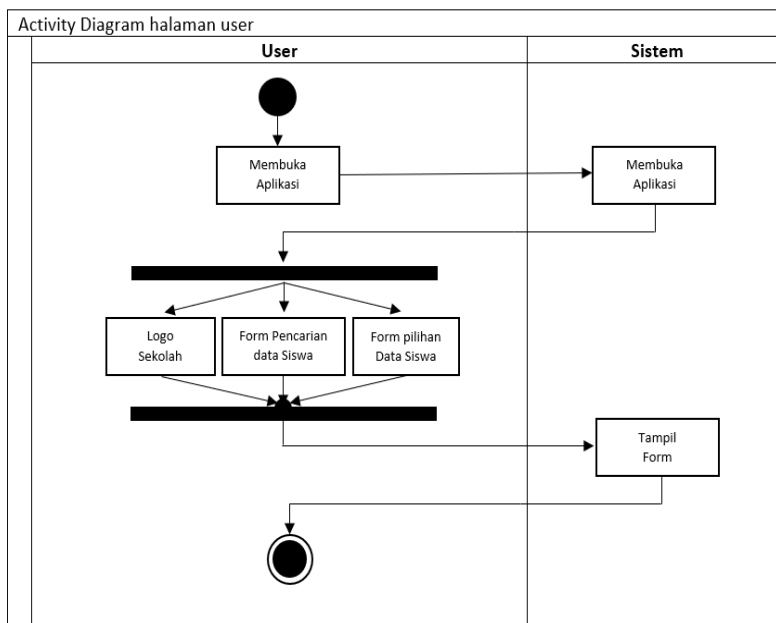 Activity Diagram halaman user
User
Sistem
Membuka
Aplikasi
Membuka
Aplikasi
Logo
Sekolah
Form Pencarian
data Siswa
Form pilihan
Data Siswa
Tampil
Form